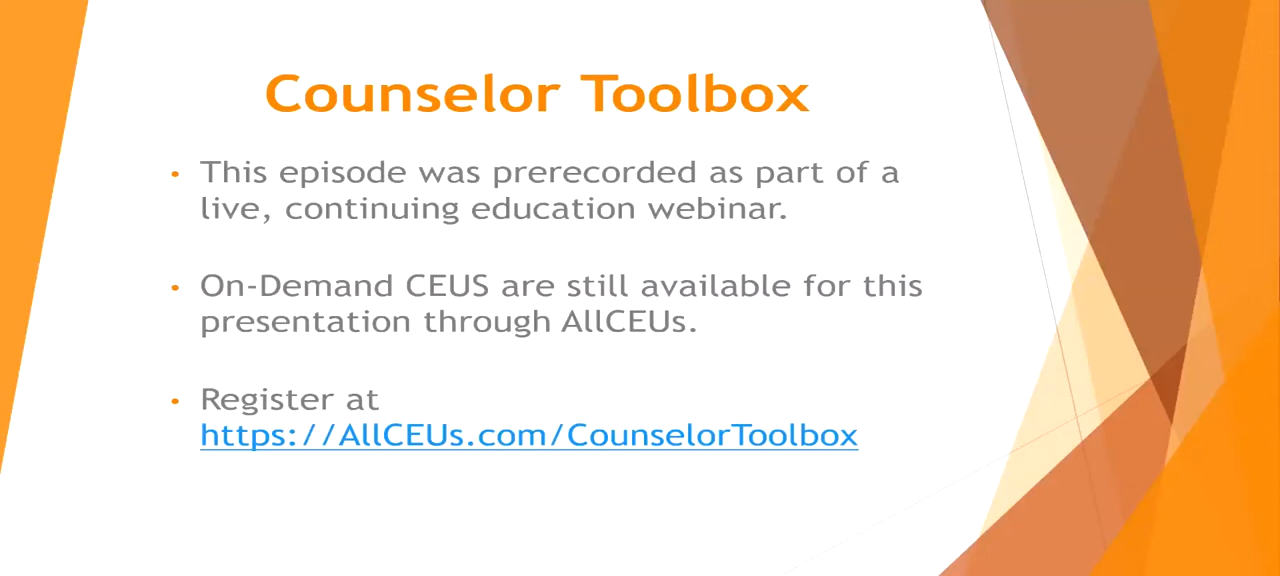 Counselor Toolbox
• This episode was prerecorded as part of a
live, continuing education webinar.
• On-Demand CEUS are still available for this
presentation through AllCEUs.
• Register at
https://AllCEUs.com/CounselorToolbox